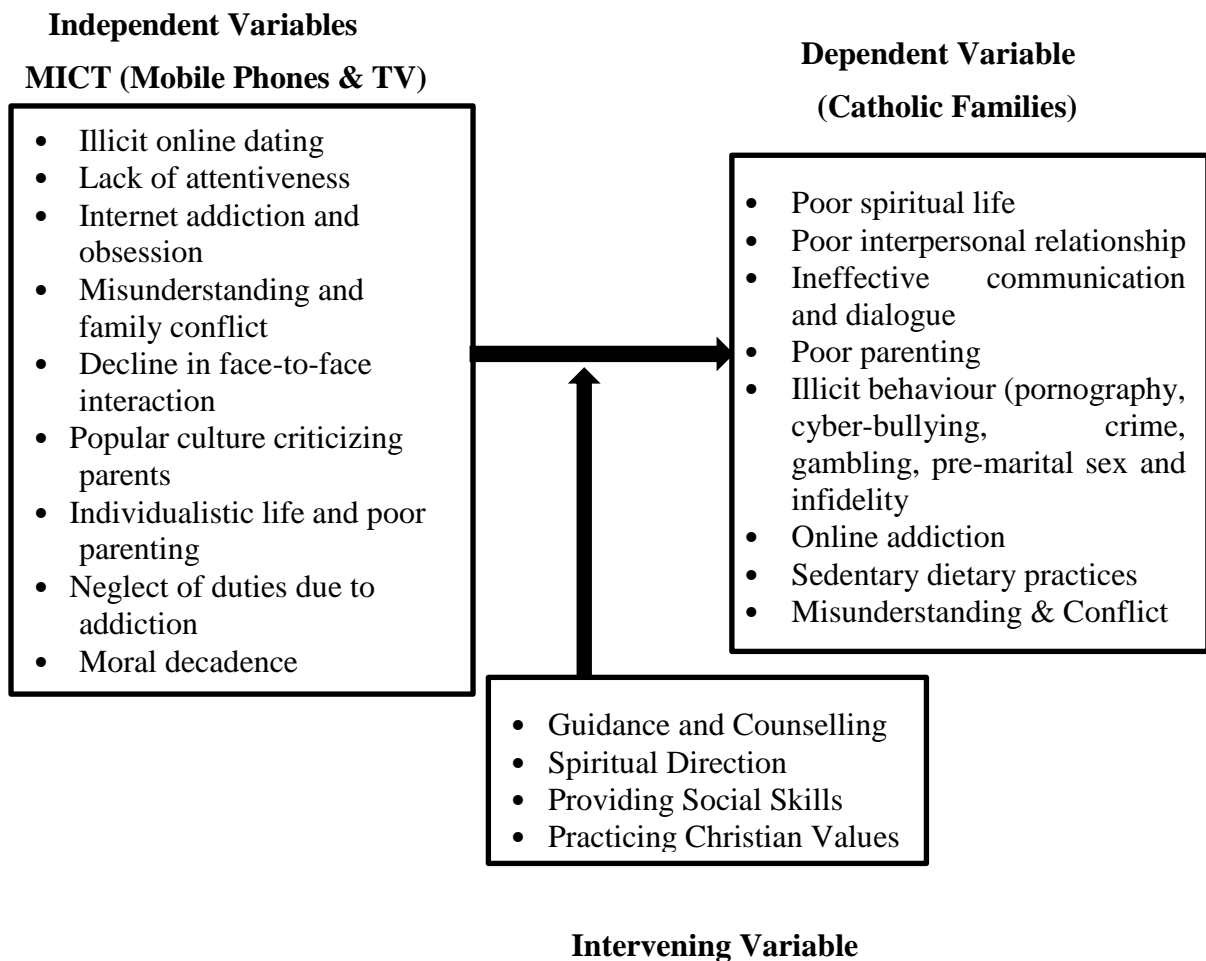 Independent Variables
MICT (Mobile Phones & TV)
• Illicit online dating
• Lack of attentiveness
• Internet addiction and
obsession
• Misunderstanding and
family conflict
• Decline in face-to-face
interaction
• Popular culture criticizing
parents
• Individualistic life and poor
parenting
• Neglect of duties due to
addiction
• Moral decadence
Dependent Variable
(Catholic Families)
• Poor spiritual life
• Poor interpersonal relationship
• Ineffective communication
and dialogue
• Poor parenting
• Illicit behaviour (pornography,
cyber-bullying, crime,
gambling, pre-marital sex and
infidelity
• Online addiction
• Sedentary dietary practices
• Misunderstanding & Conflict
• Guidance and Counselling
• Spiritual Direction
• Providing Social Skills
• Practicing Christian Values
Intervening Variable